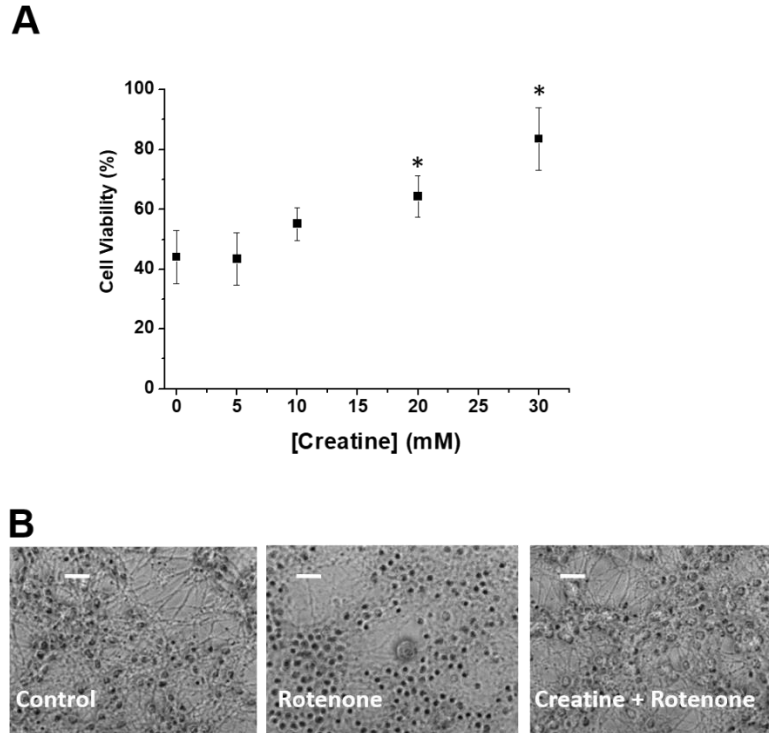 A
100
80
60
40
20
0
Cell Viability (%)
*
*
0 5 10 15 20 25 30
[Creatine] (mM)
B
Control
Rotenone
Creatine + Rotenone